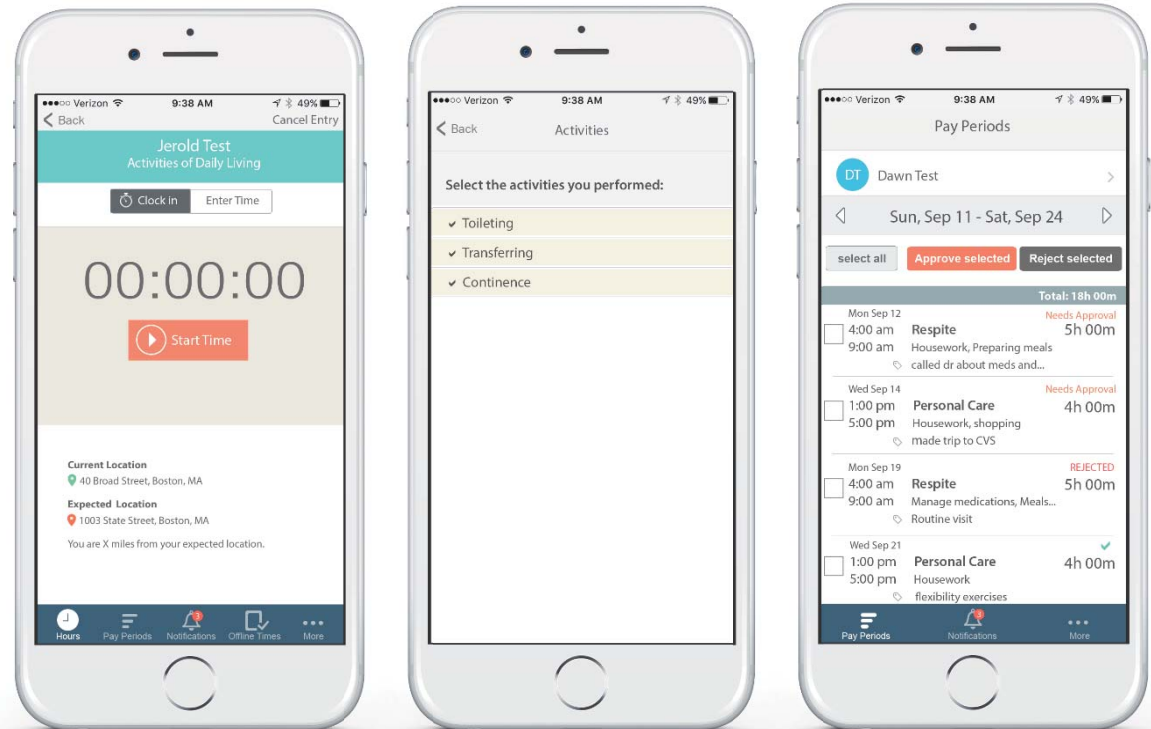 ●●●○○ Verizon 9:38 AM 49%
Back Cancel Entry
Jerold Test
Activities of Daily Living
Clock in Enter Time
00:00:00
Start Time
Current Location
40 Broad Street, Boston, MA
Expected Location
1003 State Street, Boston, MA
You are X miles from your expected location.
Hours Pay Periods 3 Notifications Offline Times More
●●●○○ Verizon 9:38 AM 49%
Back Activities
Select the activities you performed:
Toileting
Transferring
Continence
●●●○○ Verizon 9:38 AM 49%
Pay Periods
DT Dawn Test
Sun, Sep 11 - Sat, Sep 24
select all Approve selected Reject selected
Total: 18h 00m
Mon Sep 12 Needs Approval
4:00 am Respite 5h 00m
9:00 am Housework, Preparing meals
called dr about meds and...
Wed Sep 14 Needs Approval
1:00 pm Personal Care 4h 00m
5:00 pm Housework, shopping
made trip to CVS
Mon Sep 19 REJECTED
4:00 am Respite 5h 00m
9:00 am Manage medications, Meals...
Routine visit
Wed Sep 21
1:00 pm Personal Care 4h 00m
5:00 pm Housework
flexibility exercises
Pay Periods 3 Notifications More